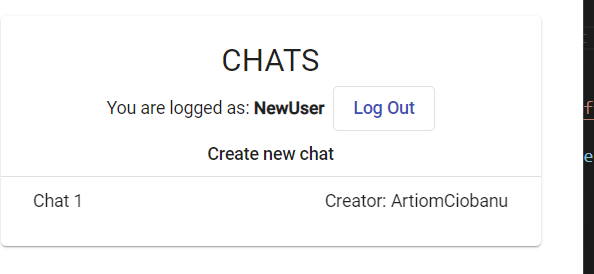 CHATS
You are logged as: NewUser Log Out
Create new chat
Chat 1 Creator: ArtiomCiobanu